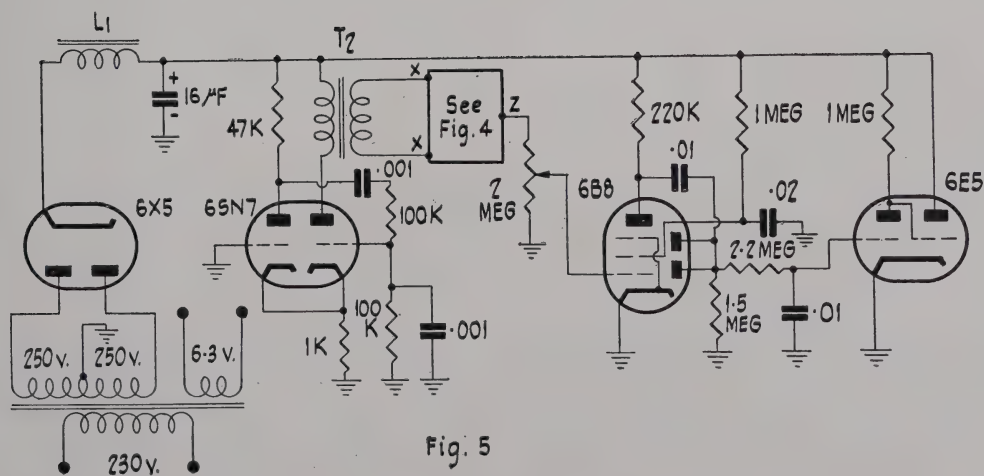 L1
T2
+
16µF
-
47K
X
X
See
Fig. 4
Z
.001
2
MEG
220K
.01
1 MEG
1 MEG
6X5
6SN7
100K
6B8
.02
6E5
2.2 MEG
250 v.
250 v.
6.3 v.
1K
100
K
.001
1.5
MEG
.01
230 v.
Fig. 5